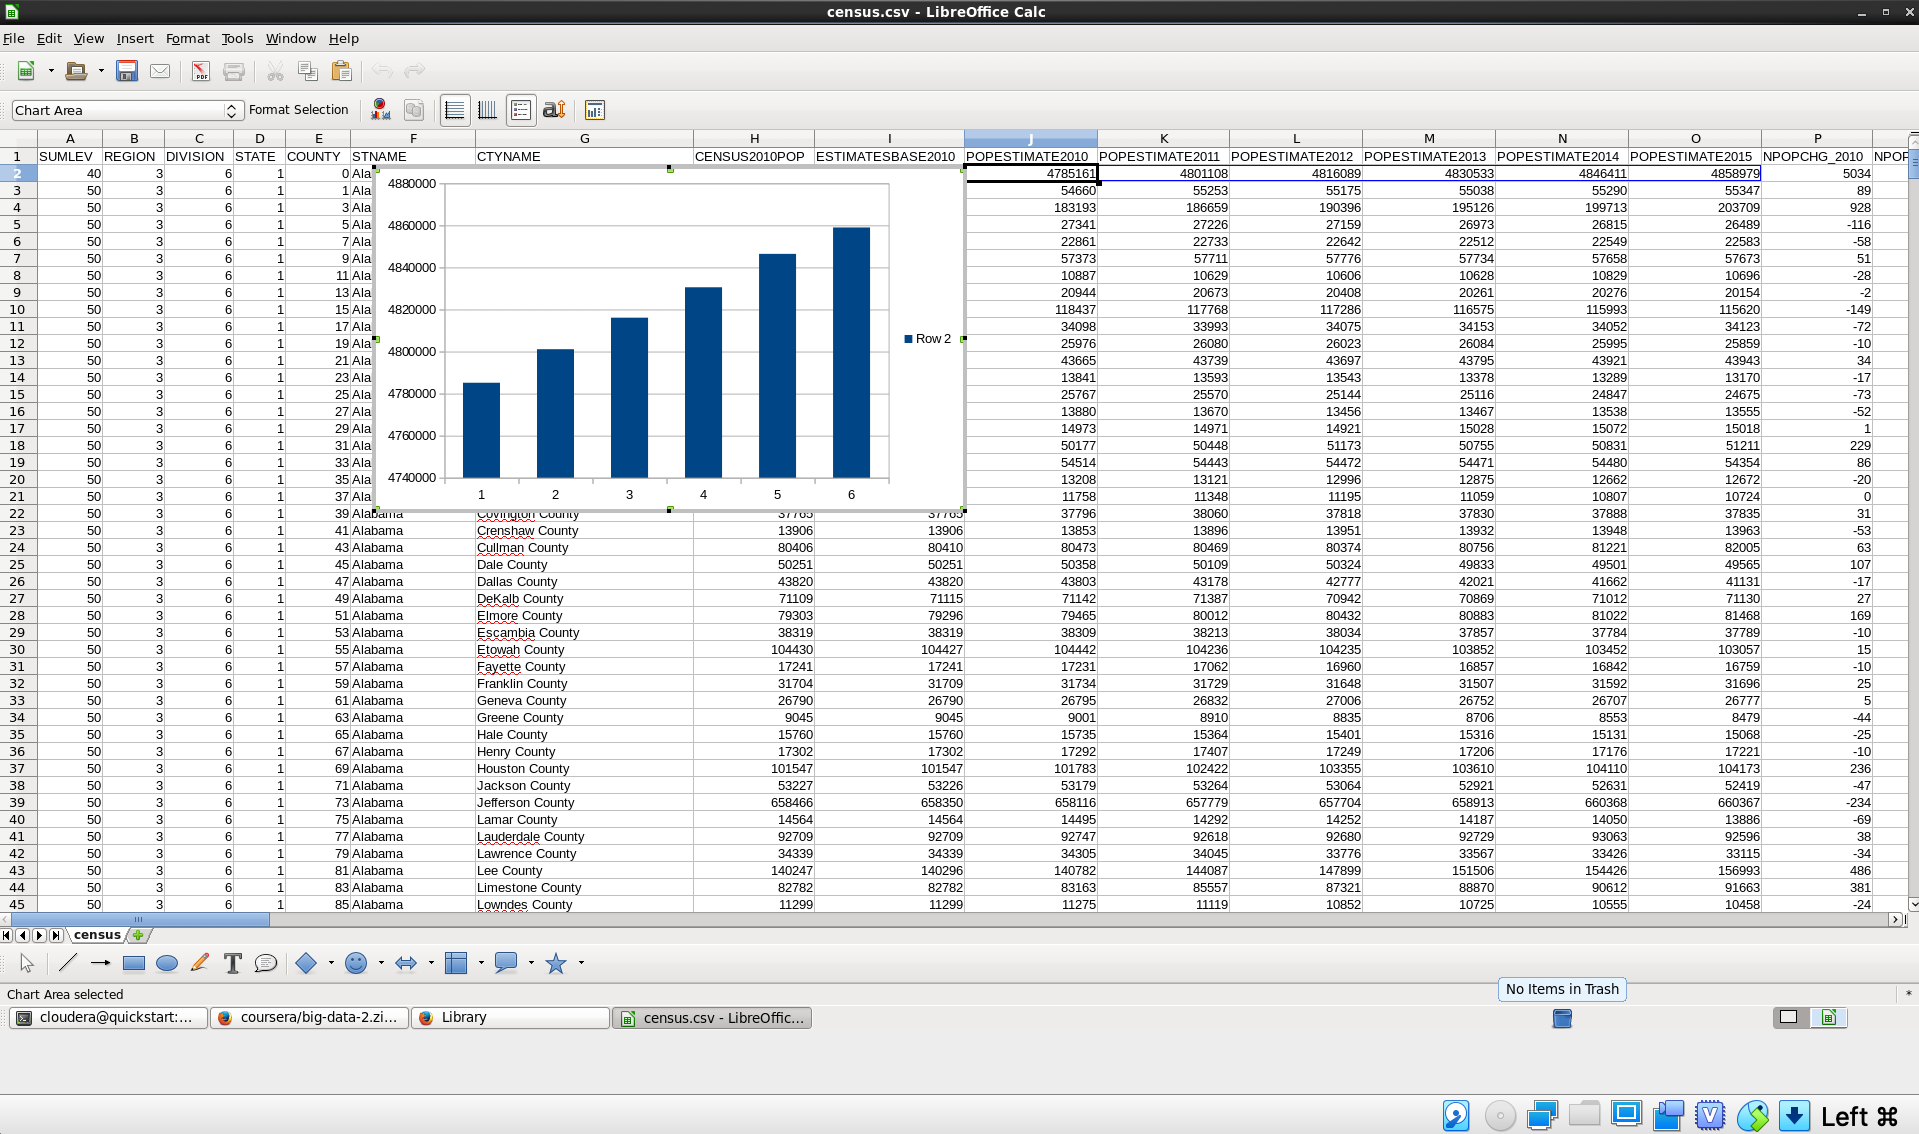 census.csv - LibreOffice Calc
File Edit View Insert Format Tools Window Help
Chart Area Format Selection
A B C D E F G H I J K L M N O P
1 SUMLEV REGION DIVISION STATE COUNTY STNAME CTYNAME CENSUS2010POP ESTIMATESBASE2010 POPESTIMATE2010 POPESTIMATE2011 POPESTIMATE2012 POPESTIMATE2013 POPESTIMATE2014 POPESTIMATE2015 NPOPCHG_2010 NPOP
2 40 3 6 1 0 Ala 4785161 4801108 4816089 4830533 4846411 4858979 5034
3 50 3 6 1 1 Ala 54660 55253 55175 55038 55290 55347 89
4 50 3 6 1 3 Ala 183193 186659 190396 195126 199713 203709 928
5 50 3 6 1 5 Ala 27341 27226 27159 26973 26815 26489 -116
6 50 3 6 1 7 Ala 22861 22733 22642 22512 22549 22583 -58
7 50 3 6 1 9 Ala 57373 57711 57776 57734 57658 57673 51
8 50 3 6 1 11 Ala 10887 10629 10606 10628 10829 10696 -28
9 50 3 6 1 13 Ala 20944 20673 20408 20261 20276 20154 -2
10 50 3 6 1 15 Ala 118437 117768 117286 116575 115993 115620 -149
11 50 3 6 1 17 Ala 34098 33993 34075 34153 34052 34123 -72
12 50 3 6 1 19 Ala 25976 26080 26023 26084 25995 25859 -10
13 50 3 6 1 21 Ala 43665 43739 43697 43795 43921 43943 34
14 50 3 6 1 23 Ala 13841 13593 13543 13378 13289 13170 -17
15 50 3 6 1 25 Ala 25767 25570 25144 25116 24847 24675 -73
16 50 3 6 1 27 Ala 13880 13670 13456 13467 13538 13555 -52
17 50 3 6 1 29 Ala 14973 14971 14921 15028 15072 15018 1
18 50 3 6 1 31 Ala 50177 50448 51173 50755 50831 51211 229
19 50 3 6 1 33 Ala 54514 54443 54472 54471 54480 54354 86
20 50 3 6 1 35 Ala 13208 13121 12996 12875 12662 12672 -20
21 50 3 6 1 37 Ala 11758 11348 11195 11059 10807 10724 0
4880000
4860000
4840000
4820000
4800000
4780000
4760000
4740000
1 2 3 4 5 6
Row 2
22 50 3 6 1 39 Alabama Covington County 37765 37765 37796 38060 37818 37830 37888 37835 31
23 50 3 6 1 41 Alabama Crenshaw County 13906 13906 13853 13896 13951 13932 13948 13963 -53
24 50 3 6 1 43 Alabama Cullman County 80406 80410 80473 80469 80374 80756 81221 82005 63
25 50 3 6 1 45 Alabama Dale County 50251 50251 50358 50109 50324 49833 49501 49565 107
26 50 3 6 1 47 Alabama Dallas County 43820 43820 43803 43178 42777 42021 41662 41131 -17
27 50 3 6 1 49 Alabama DeKalb County 71109 71115 71142 71387 70942 70869 71012 71130 27
28 50 3 6 1 51 Alabama Elmore County 79303 79296 79465 80012 80432 80883 81022 81468 169
29 50 3 6 1 53 Alabama Escambia County 38319 38319 38309 38213 38034 37857 37784 37789 -10
30 50 3 6 1 55 Alabama Etowah County 104430 104427 104442 104236 104235 103852 103452 103057 15
31 50 3 6 1 57 Alabama Fayette County 17241 17241 17231 17062 16960 16857 16842 16759 -10
32 50 3 6 1 59 Alabama Franklin County 31704 31709 31734 31729 31648 31507 31592 31696 25
33 50 3 6 1 61 Alabama Geneva County 26790 26790 26795 26832 27006 26752 26707 26777 5
34 50 3 6 1 63 Alabama Greene County 9045 9045 9001 8910 8835 8706 8553 8479 -44
35 50 3 6 1 65 Alabama Hale County 15760 15760 15735 15364 15401 15316 15131 15068 -25
36 50 3 6 1 67 Alabama Henry County 17302 17302 17292 17407 17249 17206 17176 17221 -10
37 50 3 6 1 69 Alabama Houston County 101547 101547 101783 102422 103355 103610 104110 104173 236
38 50 3 6 1 71 Alabama Jackson County 53227 53226 53179 53264 53064 52921 52631 52419 -47
39 50 3 6 1 73 Alabama Jefferson County 658466 658350 658116 657779 657704 658913 660368 660367 -234
40 50 3 6 1 75 Alabama Lamar County 14564 14564 14495 14292 14252 14187 14050 13886 -69
41 50 3 6 1 77 Alabama Lauderdale County 92709 92709 92747 92618 92680 92729 93063 92596 38
42 50 3 6 1 79 Alabama Lawrence County 34339 34339 34305 34045 33776 33567 33426 33115 -34
43 50 3 6 1 81 Alabama Lee County 140247 140296 140782 144087 147899 151506 154426 156993 486
44 50 3 6 1 83 Alabama Limestone County 82782 82782 83163 85557 87321 88870 90612 91663 381
45 50 3 6 1 85 Alabama Lowndes County 11299 11299 11275 11119 10852 10725 10555 10458 -24
census
Chart Area selected *
No Items in Trash
cloudera@quickstart:... coursera/big-data-2.zi... Library census.csv - LibreOffic...
Left ⌘